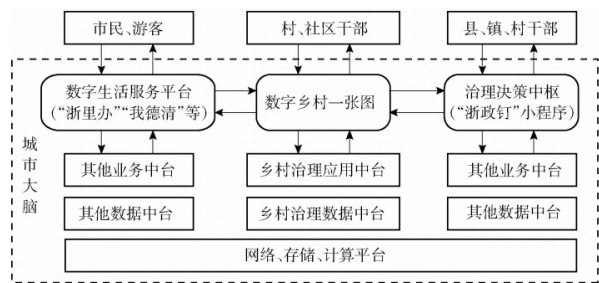 市民、游客
村、社区干部
县、镇、村干部
数字生活服务平台
(“浙里办”“我德清”等)
数字乡村一张图
治理决策中枢
(“浙政钉”小程序)
城市大脑
其他业务中台
乡村治理应用中台
其他业务中台
其他数据中台
乡村治理数据中台
其他数据中台
网络、存储、计算平台